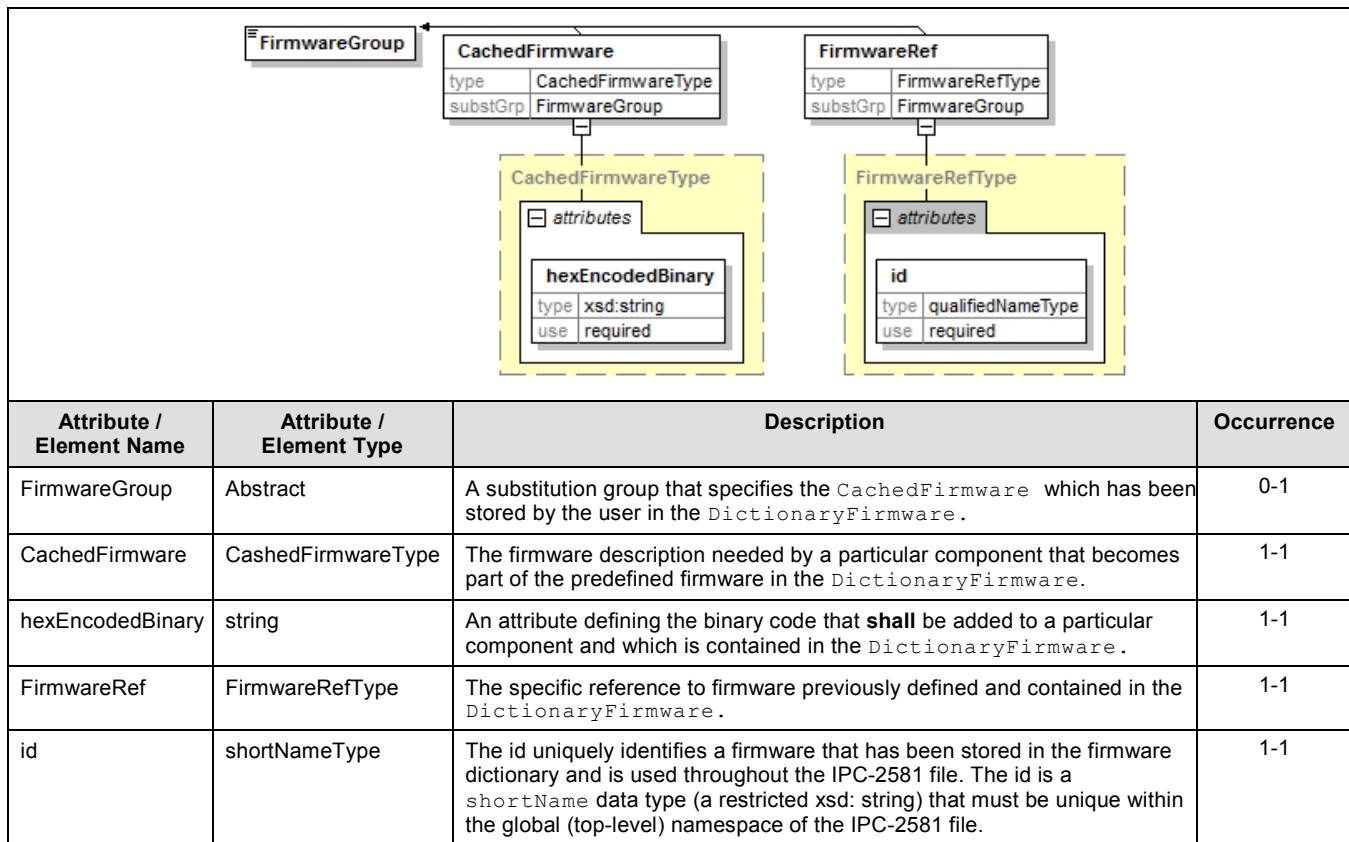 FirmwareGroup
CachedFirmware
type CachedFirmwareType
substGrp FirmwareGroup
FirmwareRef
type FirmwareRefType
substGrp FirmwareGroup
CachedFirmwareType
attributes
hexEncodedBinary
type xsd:string
use required
FirmwareRefType
attributes
id
type qualifiedNameType
use required
Attribute / Element Name
Attribute / Element Type
Description
Occurrence
FirmwareGroup
Abstract
A substitution group that specifies the CachedFirmware which has been
stored by the user in the DictionaryFirmware.
0-1
CachedFirmware
CashedFirmwareType
The firmware description needed by a particular component that becomes
part of the predefined firmware in the DictionaryFirmware.
1-1
hexEncodedBinary
string
An attribute defining the binary code that shall be added to a particular
component and which is contained in the DictionaryFirmware.
1-1
FirmwareRef
FirmwareRefType
The specific reference to firmware previously defined and contained in the
DictionaryFirmware.
1-1
id
shortNameType
The id uniquely identifies a firmware that has been stored in the firmware
dictionary and is used throughout the IPC-2581 file. The id is a
shortName data type (a restricted xsd: string) that must be unique within
the global (top-level) namespace of the IPC-2581 file.
1-1